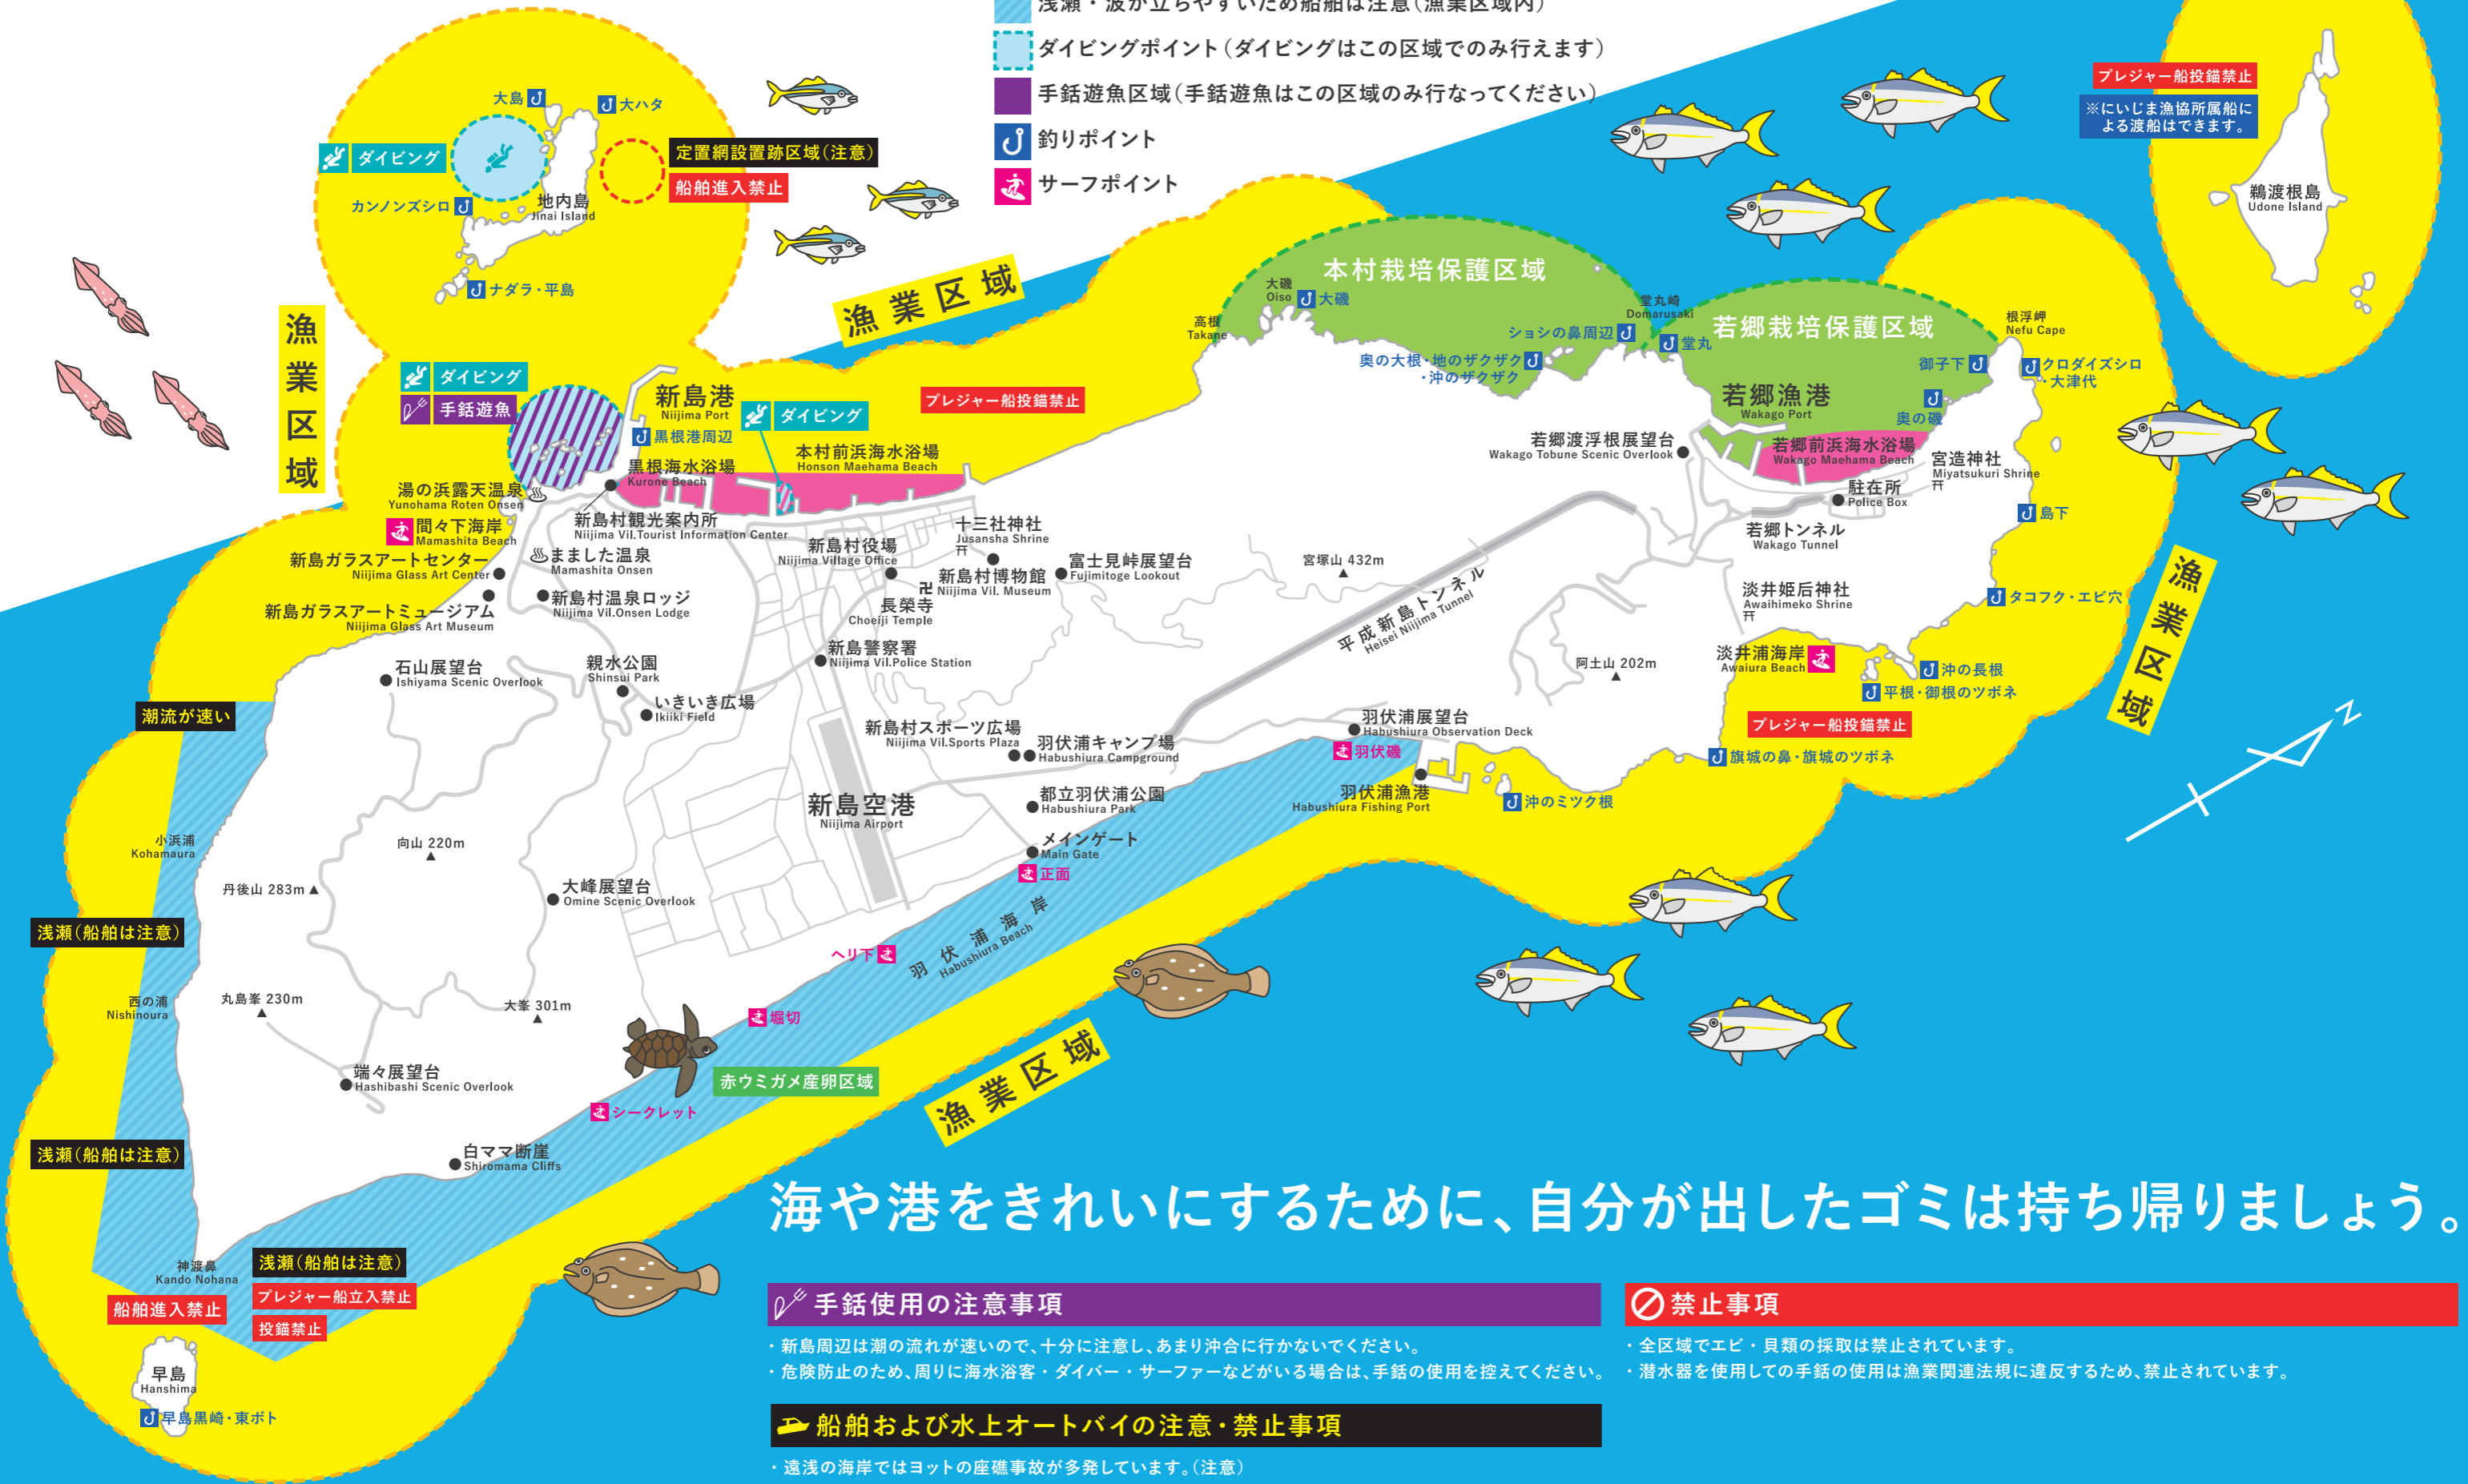 浅瀬・波が立ちやすいため船舶は注意（漁業区域内）
ダイビングポイント（ダイビングはこの区域でのみ行えます）
手銛遊魚区域（手銛遊魚はこの区域のみ行なってください）
釣りポイント
サーフポイント
プレジャー船投錨禁止
※にいじま漁協所属船に
よる渡船はできます。
鵜渡根島
Udone Island
大島
大ハタ
ダイビング
定置網設置跡区域（注意）
船舶進入禁止
カンノンズシロ
地内島
Jinai Island
ナダラ・平島
漁業区域
漁業区域
本村栽培保護区域
大磯
Oiso
大磯
高根
Takane
堂丸崎
Domarusaki
ショシの鼻周辺
堂丸
若郷栽培保護区域
根浮岬
Nefu Cape
奥の大根・地のザクザク
・沖のザクザク
御子下
クロダイズシロ
・大津代
奥の磯
ダイビング
手銛遊魚
新島港
Niijima Port
黒根港周辺
ダイビング
プレジャー船投錨禁止
若郷漁港
Wakago Port
若郷渡浮根展望台
Wakago Tobune Scenic Overlook
若郷前浜海水浴場
Wakago Maehama Beach
宮造神社
Miyatsukuri Shrine
駐在所
Police Box
若郷トンネル
Wakago Tunnel
島下
本村前浜海水浴場
Honson Maehama Beach
黒根海水浴場
Kurone Beach
湯の浜露天温泉
Yunohama Roten Onsen
間々下海岸
Mamashita Beach
新島村観光案内所
Niijima Vil.Tourist Information Center
新島ガラスアートセンター
Niijima Glass Art Center
まました温泉
Mamashita Onsen
新島村役場
Niijima Village Office
十三社神社
Jusansha Shrine
新島村博物館
Niijima Vil. Museum
富士見峠展望台
Fujimitoge Lookout
宮塚山 432m
長榮寺
Choeiji Temple
新島ガラスアートミュージアム
Niijima Glass Art Museum
新島村温泉ロッジ
Niijima Vil.Onsen Lodge
平成新島トンネル
Heisei Niijima Tunnel
淡井姫后神社
Awaihimeko Shrine
タコフク・エビ穴
漁業区域
新島警察署
Niijima Vil.Police Station
石山展望台
Ishiyama Scenic Overlook
親水公園
Shinsui Park
いきいき広場
Ikiiki Field
阿土山 202m
淡井浦海岸
Awaiura Beach
沖の長根
平根・御根のツボネ
プレジャー船投錨禁止
旗城の鼻・旗城のツボネ
N
潮流が速い
新島村スポーツ広場
Niijima Vil.Sports Plaza
羽伏浦キャンプ場
Habushiura Campground
羽伏浦展望台
Habushiura Observation Deck
羽伏磯
羽伏浦漁港
Habushiura Fishing Port
沖のミツク根
新島空港
Niijima Airport
都立羽伏浦公園
Habushiura Park
メインゲート
Main Gate
正面
小浜浦
Kohamaura
向山 220m
丹後山 283m
大峰展望台
Omine Scenic Overlook
浅瀬（船舶は注意）
ヘリ下
羽伏浦海岸
Habushiura Beach
西の浦
Nishinoura
丸島峯 230m
大峯 301m
堀切
端々展望台
Hashibashi Scenic Overlook
赤ウミガメ産卵区域
シークレット
漁業区域
浅瀬（船舶は注意）
白ママ断崖
Shiromama Cliffs
神渡鼻
Kando Nohana
浅瀬（船舶は注意）
プレジャー船立入禁止
投錨禁止
船舶進入禁止
早島
Hanshima
早島黒崎・東ボト
海や港をきれいにするために、自分が出したゴミは持ち帰りましょう。
手銛使用の注意事項
・新島周辺は潮の流れが速いので、十分に注意し、あまり沖合に行かないでください。
・危険防止のため、周りに海水浴客・ダイバー・サーファーなどがいる場合は、手銛の使用を控えてください。
禁止事項
・全区域でエビ・貝類の採取は禁止されています。
・潜水器を使用しての手銛の使用は漁業関連法規に違反するため、禁止されています。
船舶および水上オートバイの注意・禁止事項
・遠浅の海岸ではヨットの座礁事故が多発しています。（注意）